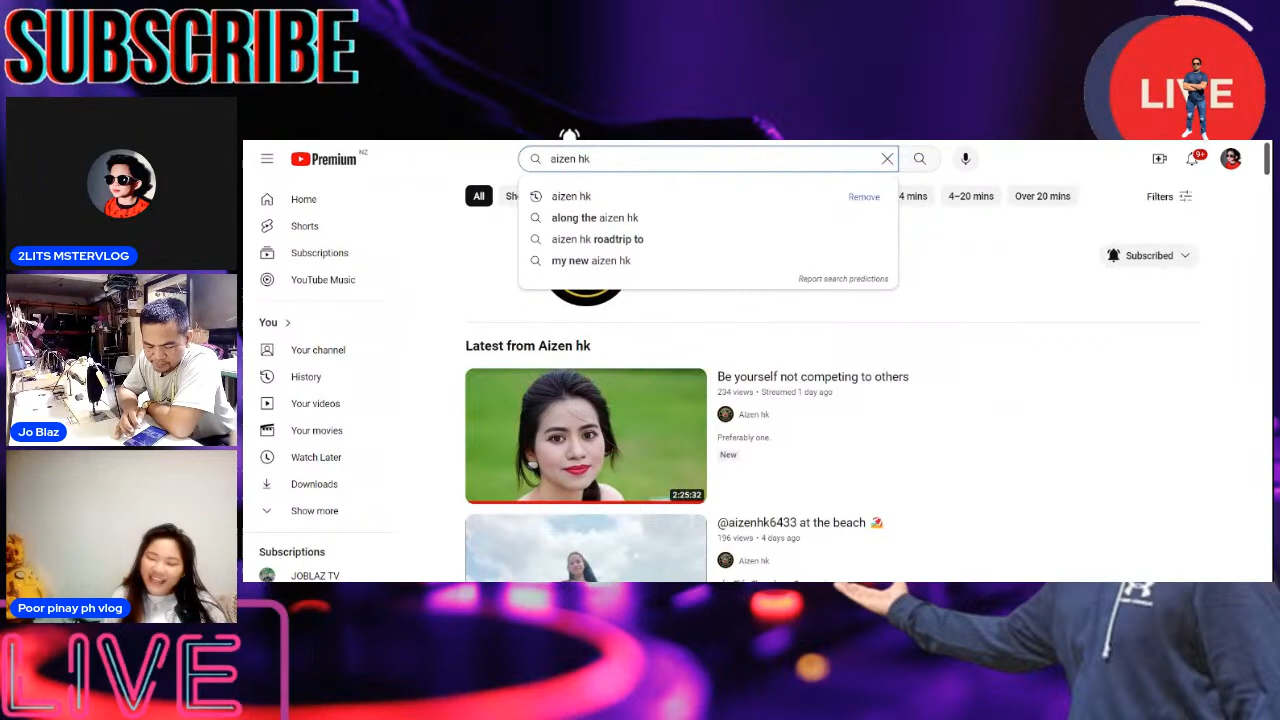 SUBSCRIBE
LIVE
2LITS MSTERVLOG
Jo Blaz
Poor pinay ph vlog
LIVE
Premium NZ
aizen hk
9+
Home
Shorts
Subscriptions
YouTube Music
You
Your channel
History
Your videos
Your movies
Watch Later
Downloads
Show more
Subscriptions
JOBLAZ TV
All
4 mins
4–20 mins
Over 20 mins
Filters
aizen hk
Remove
along the aizen hk
aizen hk roadtrip to
my new aizen hk
Report search predictions
Subscribed
Latest from Aizen hk
2:25:32
Be yourself not competing to others
234 views • Streamed 1 day ago
Aizen hk
Preferably one.
New
@aizenhk6433 at the beach 🏖
196 views • 4 days ago
Aizen hk